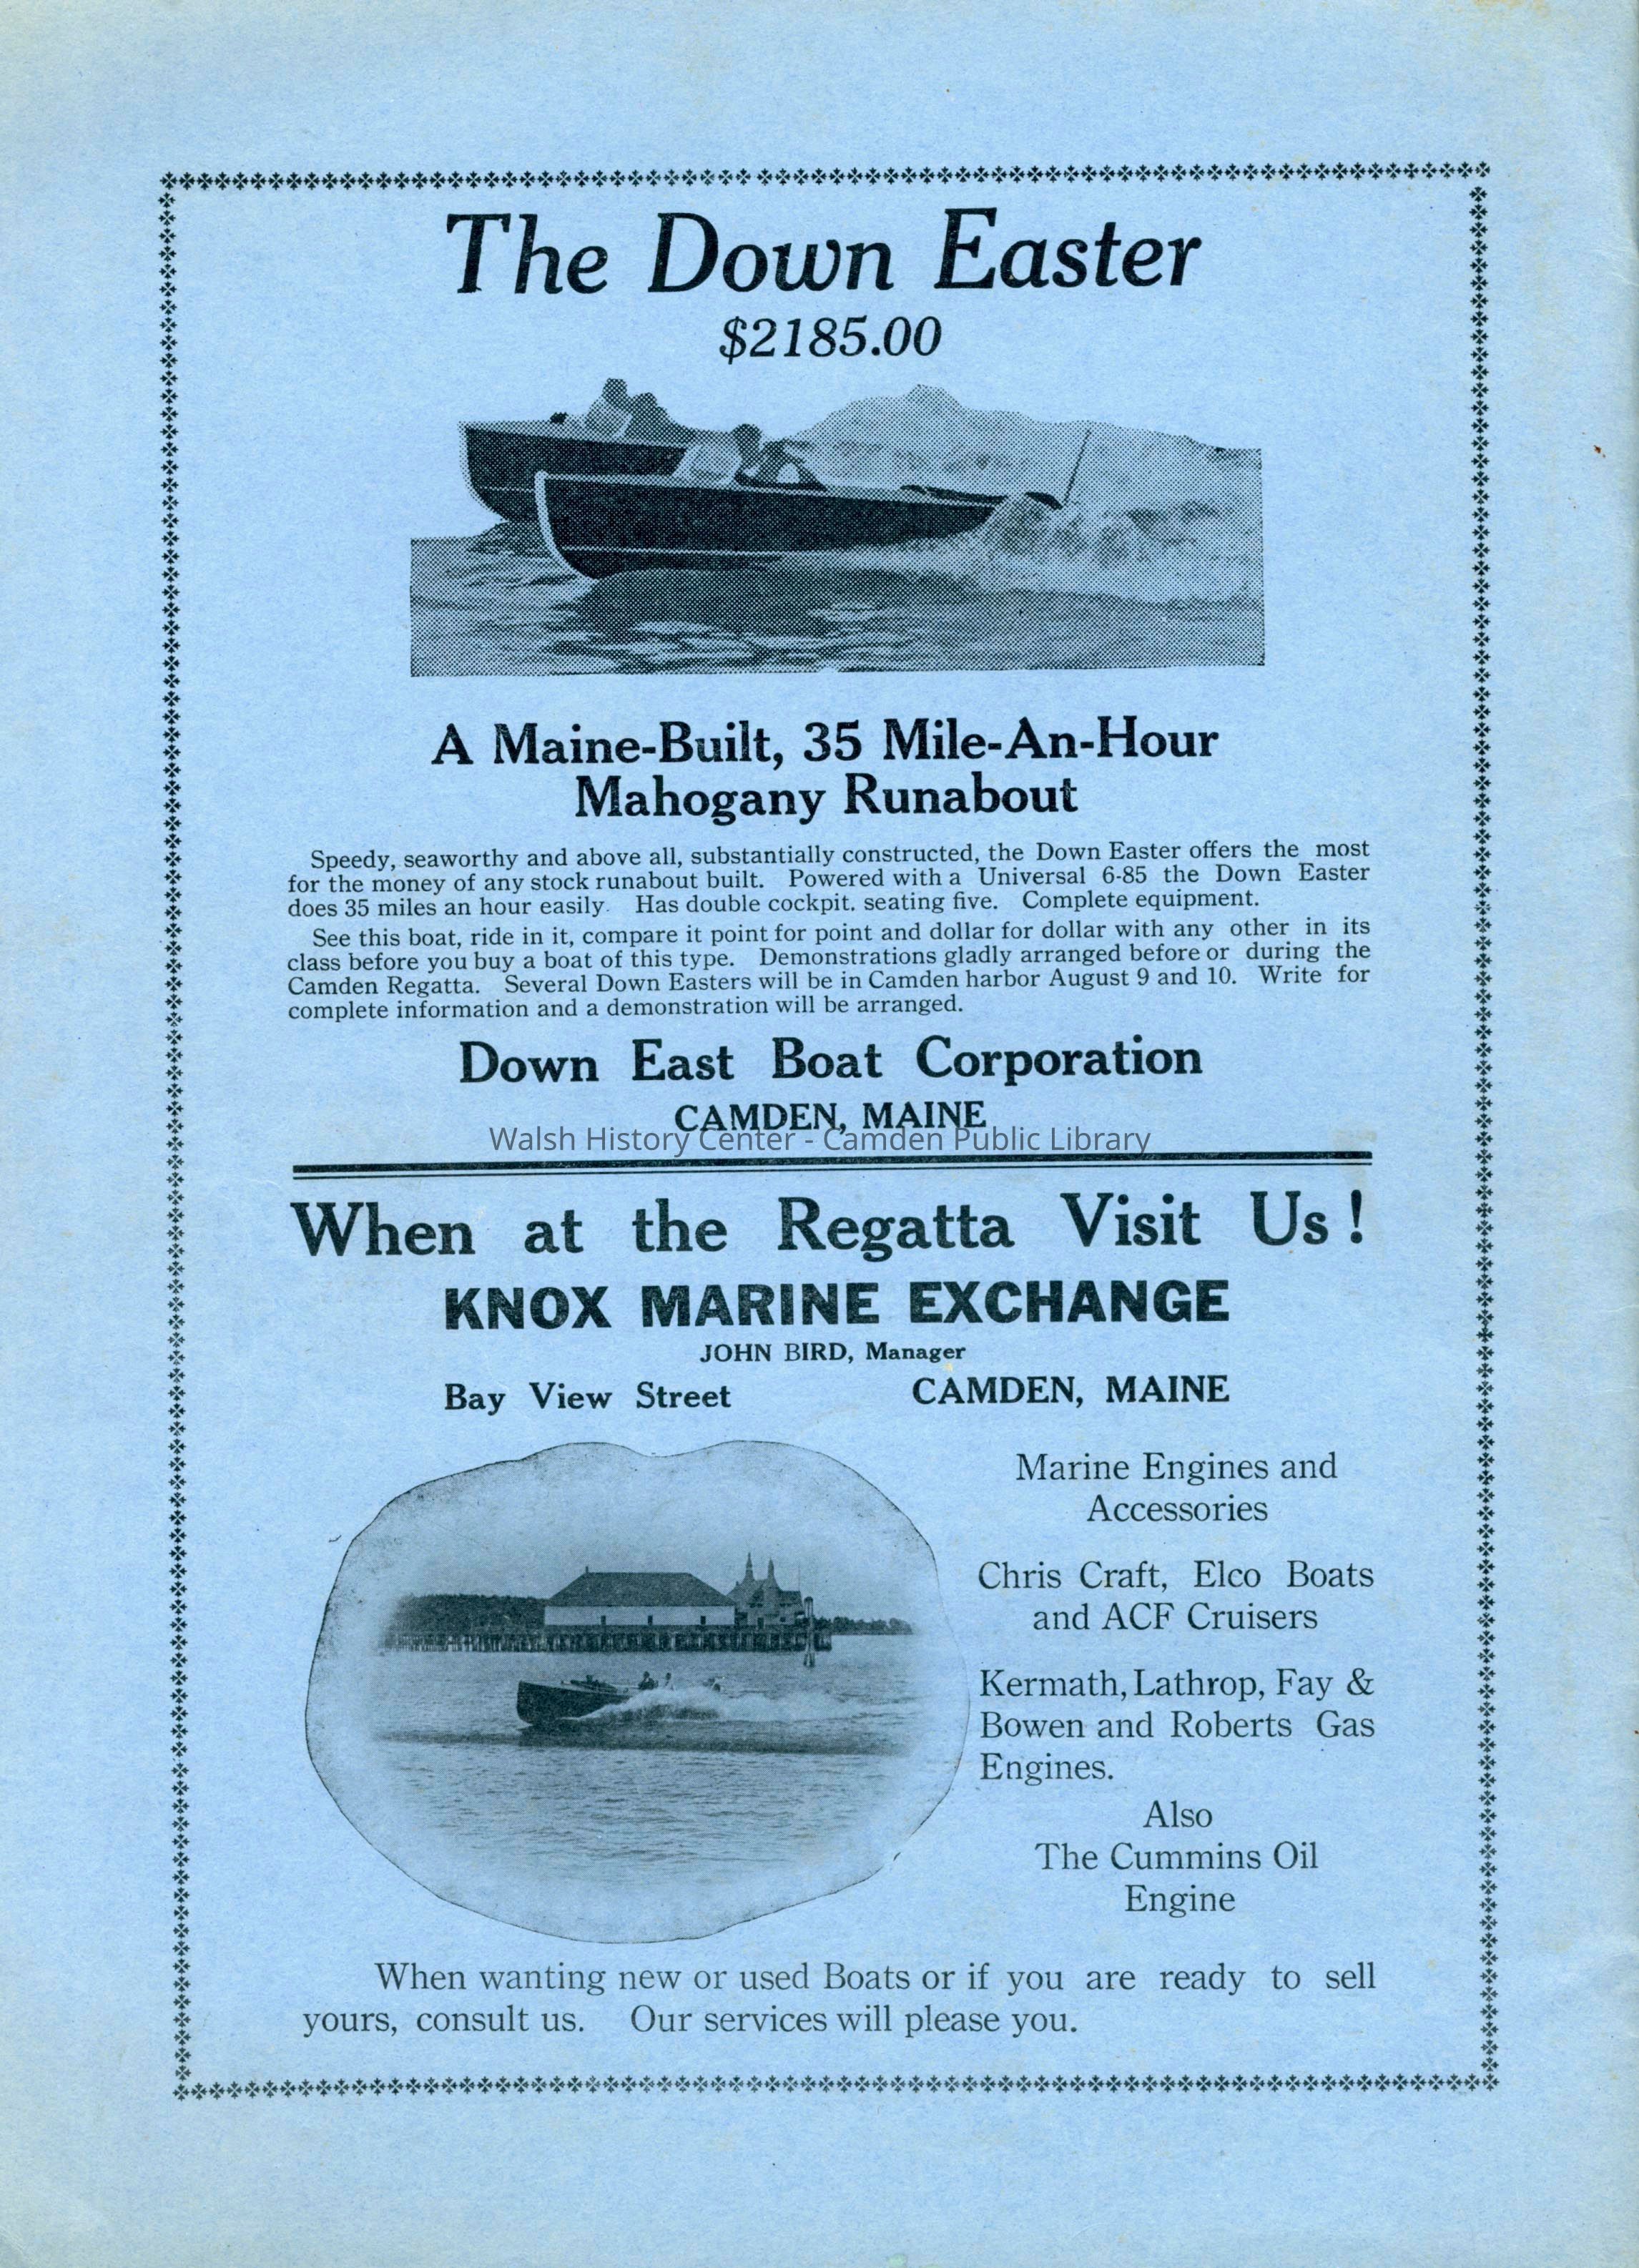 The Down Easter
$2185.00
A Maine-Built, 35 Mile-An-Hour
Mahogany Runabout
Speedy, seaworthy and above all, substantially constructed, the Down Easter offers the most
for the money of any stock runabout built. Powered with a Universal 6-85 the Down Easter
does 35 miles an hour easily. Has double cockpit. seating five. Complete equipment.
See this boat, ride in it, compare it point for point and dollar for dollar with any other in its
class before you buy a boat of this type. Demonstrations gladly arranged before or during the
Camden Regatta. Several Down Easters will be in Camden harbor August 9 and 10. Write for
complete information and a demonstration will be arranged.
Down East Boat Corporation
CAMDEN, MAINE
Walsh History Center - Camden Public Library
When at the Regatta Visit Us!
KNOX MARINE EXCHANGE
JOHN BIRD, Manager
Bay View Street CAMDEN, MAINE
Marine Engines and
Accessories
Chris Craft, Elco Boats
and ACF Cruisers
Kermath, Lathrop, Fay &
Bowen and Roberts Gas
Engines.
Also
The Cummins Oil
Engine
When wanting new or used Boats or if you are ready to sell
yours, consult us. Our services will please you.